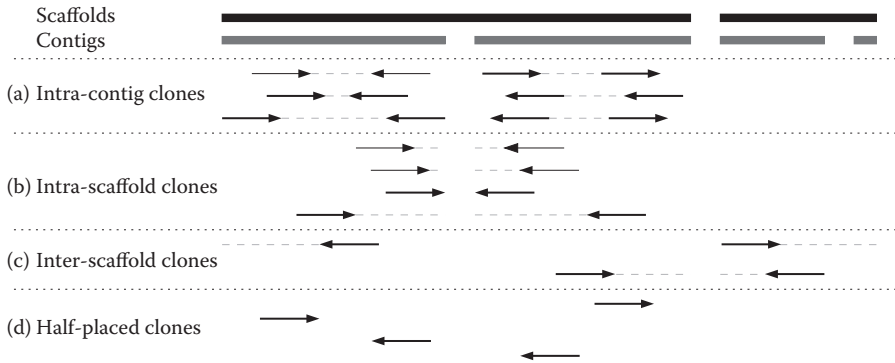 Scaffolds
Contigs
(a) Intra-contig clones
(b) Intra-scaffold clones
(c) Inter-scaffold clones
(d) Half-placed clones